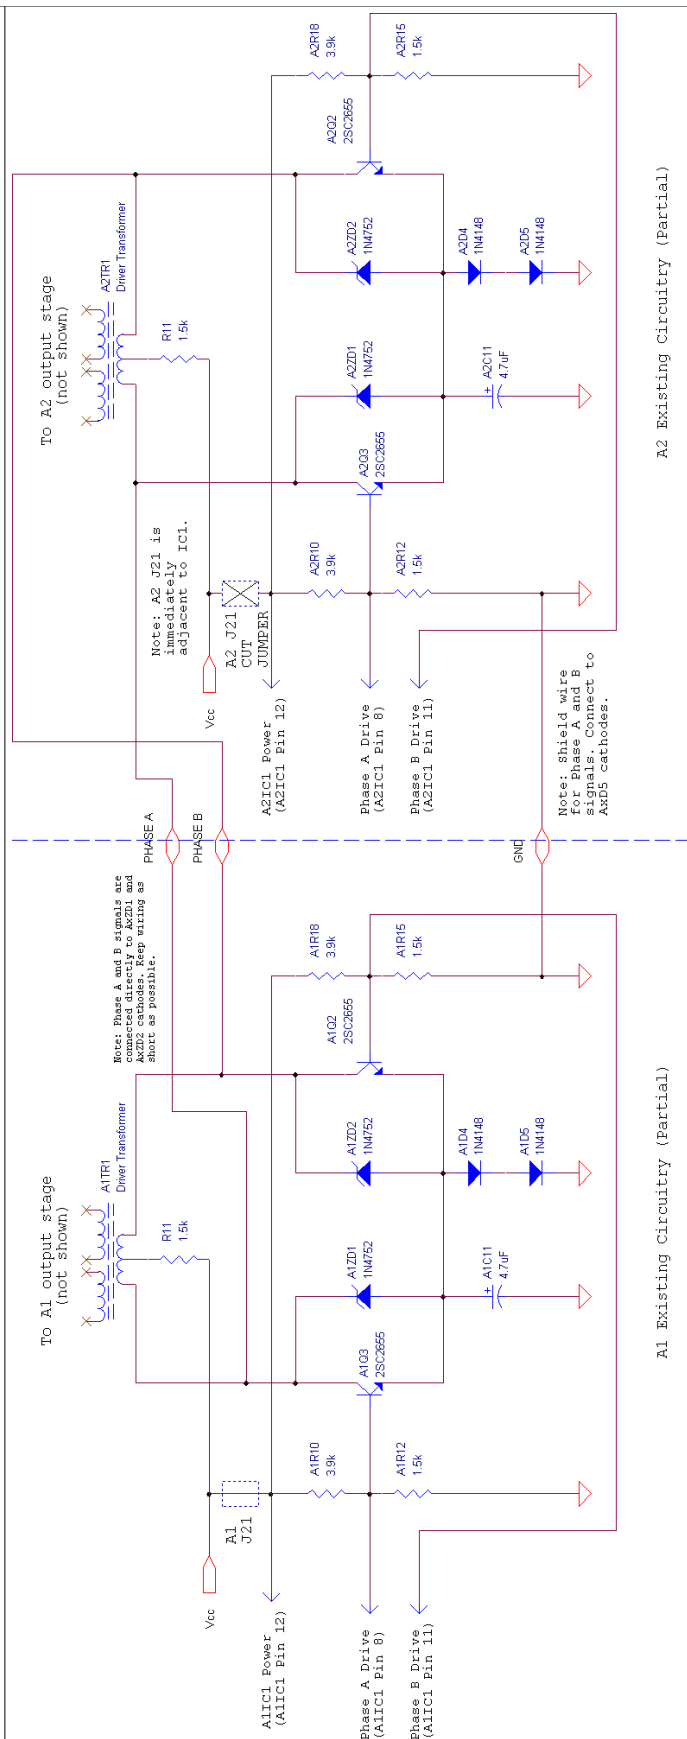 To A1 output stage
(not shown)
A1TR1
Driver Transformer
R11
1.5k
Note: Phase A and B signals are
connected directly to AxZD1 and
AxZD2 cathodes. Keep wiring as
short as possible.
PHASE A
PHASE B
Vcc
A1
J21
A1IC1 Power
(A1IC1 Pin 12)
A1R10
3.9k
A1Q3
2SC2655
A1ZD1
1N4752
A1ZD2
1N4752
A1Q2
2SC2655
A1R18
3.9k
Phase A Drive
(A1IC1 Pin 8)
Phase B Drive
(A1IC1 Pin 11)
A1R12
1.5k
A1C11
+
4.7uF
A1D4
1N4148
A1D5
1N4148
A1R15
1.5k
GND
A1 Existing Circuitry (Partial)
To A2 output stage
(not shown)
A2TR1
Driver Transformer
R11
1.5k
Note: A2 J21 is
immediately
adjacent to IC1.
Vcc
A2 J21
CUT
JUMPER
A2IC1 Power
(A2IC1 Pin 12)
A2R10
3.9k
A2Q3
2SC2655
A2ZD1
1N4752
A2ZD2
1N4752
A2Q2
2SC2655
A2R18
3.9k
Phase A Drive
(A2IC1 Pin 8)
Phase B Drive
(A2IC1 Pin 11)
A2R12
1.5k
A2C11
+
4.7uF
A2D4
1N4148
A2D5
1N4148
A2R15
1.5k
Note: Shield wire
for Phase A and B
signals. Connect to
AxD5 cathodes.
A2 Existing Circuitry (Partial)